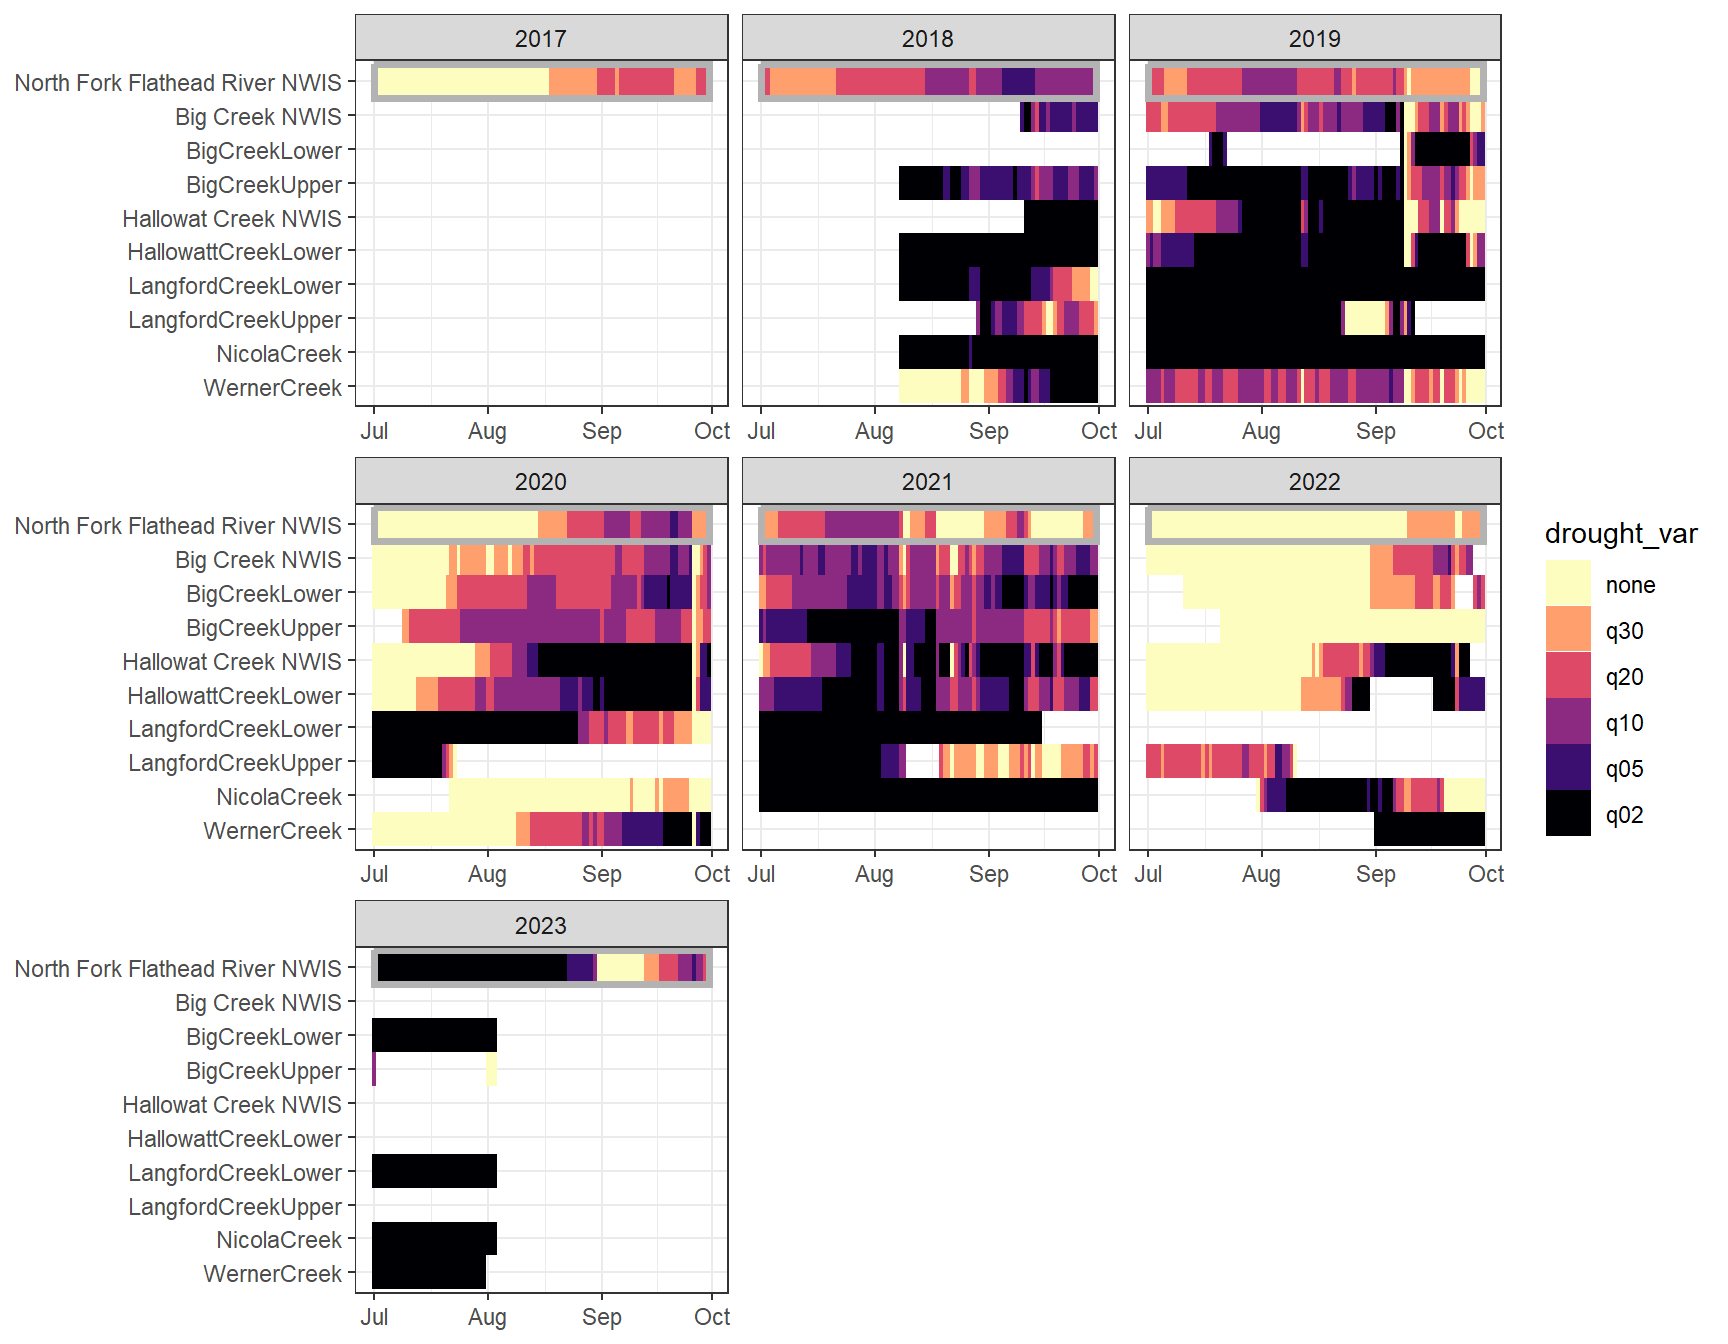 2017 2018 2019
North Fork Flathead River NWIS
Big Creek NWIS
BigCreekLower
BigCreekUpper
Hallowat Creek NWIS
HallowattCreekLower
LangfordCreekLower
LangfordCreekUpper
NicolaCreek
WernerCreek
Jul Aug Sep Oct Jul Aug Sep Oct Jul Aug Sep Oct
2020 2021 2022
North Fork Flathead River NWIS
Big Creek NWIS
BigCreekLower
BigCreekUpper
Hallowat Creek NWIS
HallowattCreekLower
LangfordCreekLower
LangfordCreekUpper
NicolaCreek
WernerCreek
Jul Aug Sep Oct Jul Aug Sep Oct Jul Aug Sep Oct
2023
North Fork Flathead River NWIS
Big Creek NWIS
BigCreekLower
BigCreekUpper
Hallowat Creek NWIS
HallowattCreekLower
LangfordCreekLower
LangfordCreekUpper
NicolaCreek
WernerCreek
Jul Aug Sep Oct
drought_var
none
q30
q20
q10
q05
q02